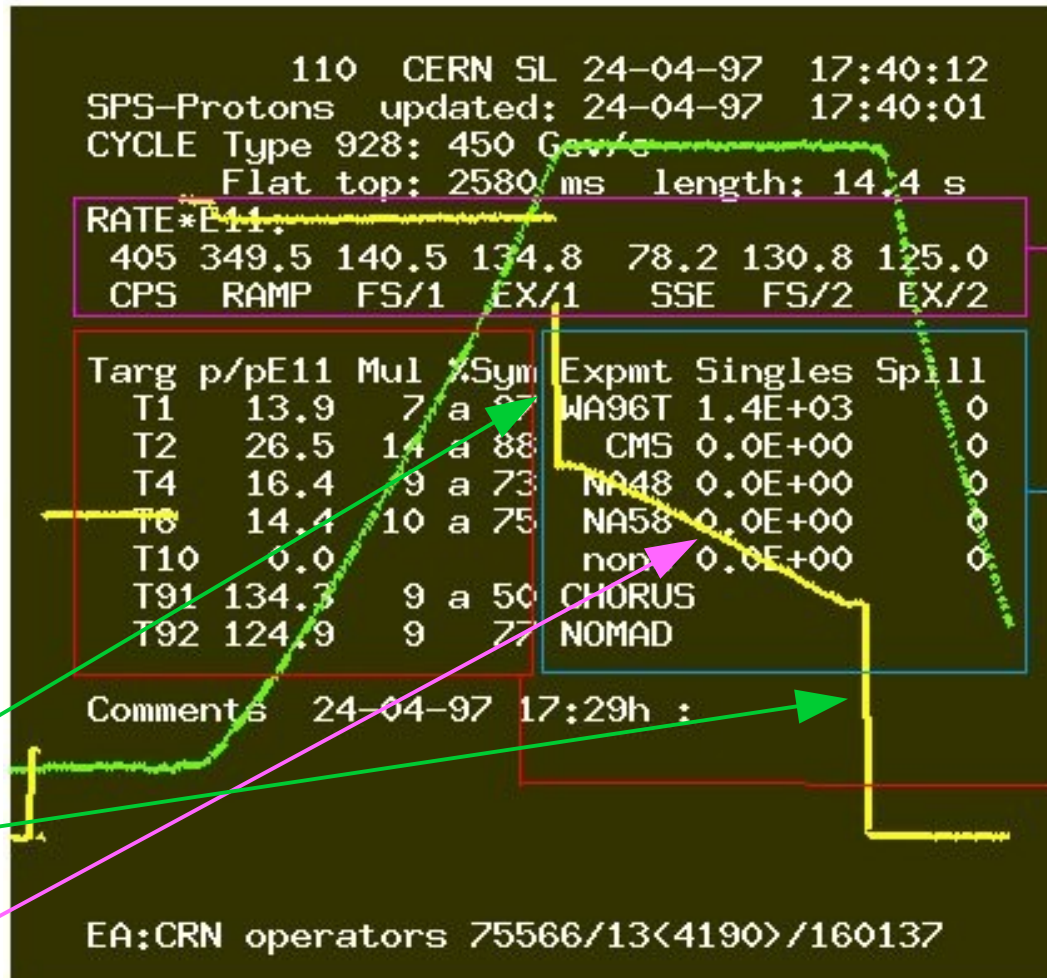 110 CERN SL 24-04-97 17:40:12
SPS-Protons updated: 24-04-97 17:40:01
CYCLE Type 928: 450 Gev/c
Flat top: 2580 ms length: 14.4 s
RATE*E11:
405 349.5 140.5 134.8 78.2 130.8 125.0
CPS RAMP FS/1 EX/1 SSE FS/2 EX/2
Targ p/pE11 Mul %Sym Expmt Singles Spill
T1 13.9 7 a WA96T 1.4E+03 0
T2 26.5 14 a 88 CMS 0.0E+00 0
T4 16.4 9 a 73 NA48 0.0E+00 0
T6 14.4 10 a 75 NA58 0.0E+00 0
T10 0.0 none 0.0E+00 0
T91 134.3 9 a 50 CHORUS
T92 124.9 9 77 NOMAD
Comments 24-04-97 17:29h :
EA:CRN operators 75566/13<4190>/160137